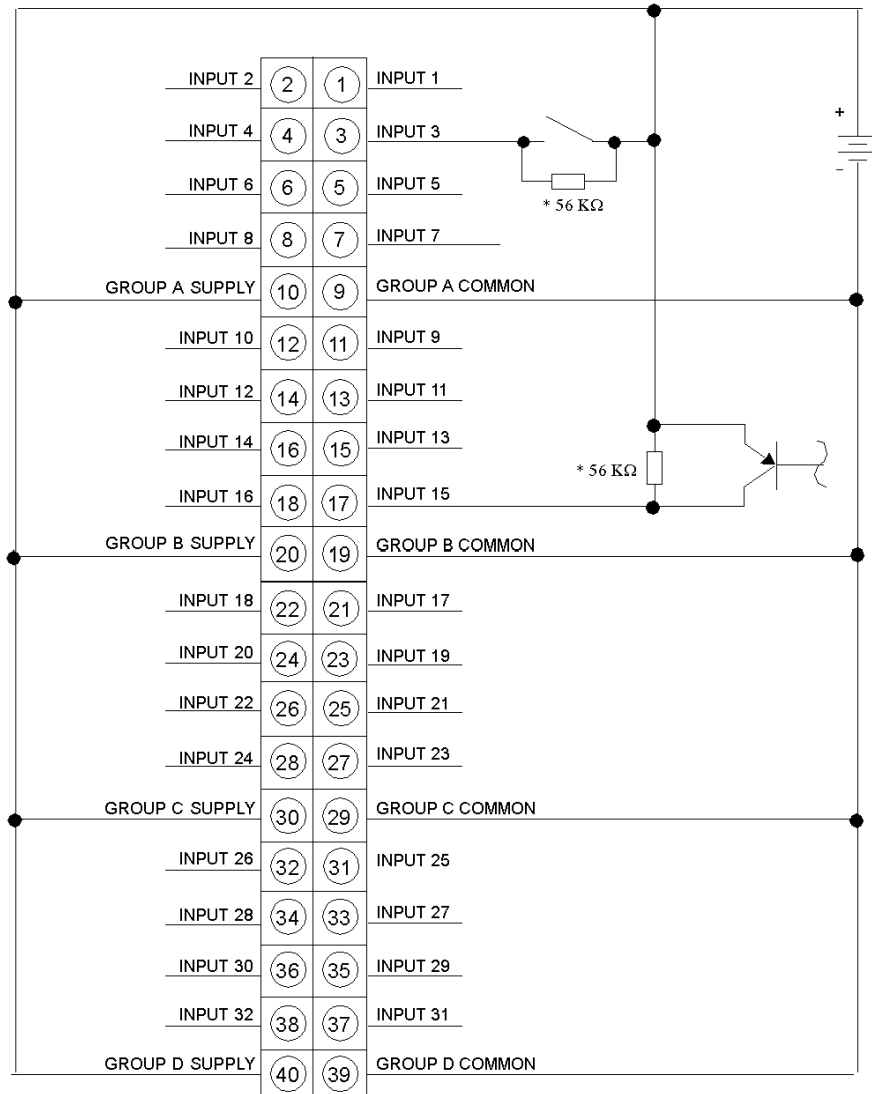 INPUT 2 2 1 INPUT 1
+
INPUT 4 4 3 INPUT 3
-
INPUT 6 6 5 INPUT 5
* 56 KΩ
INPUT 8 8 7 INPUT 7
GROUP A SUPPLY 10 9 GROUP A COMMON
INPUT 10 12 11 INPUT 9
INPUT 12 14 13 INPUT 11
INPUT 14 16 15 INPUT 13
* 56 KΩ
INPUT 16 18 17 INPUT 15
GROUP B SUPPLY 20 19 GROUP B COMMON
INPUT 18 22 21 INPUT 17
INPUT 20 24 23 INPUT 19
INPUT 22 26 25 INPUT 21
INPUT 24 28 27 INPUT 23
GROUP C SUPPLY 30 29 GROUP C COMMON
INPUT 26 32 31 INPUT 25
INPUT 28 34 33 INPUT 27
INPUT 30 36 35 INPUT 29
INPUT 32 38 37 INPUT 31
GROUP D SUPPLY 40 39 GROUP D COMMON